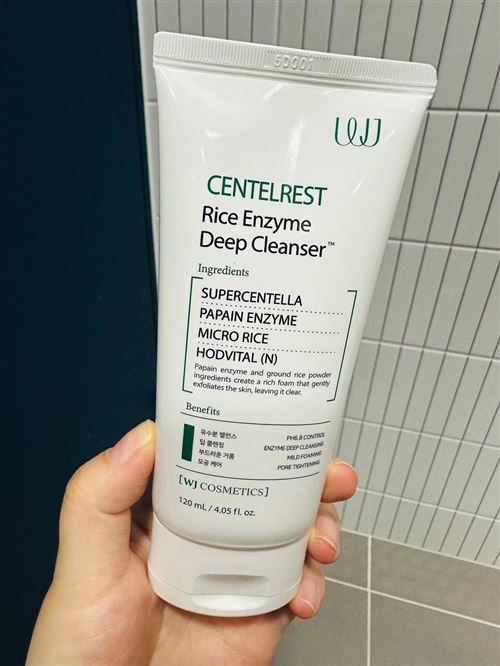 WJ
CENTELREST
Rice Enzyme
Deep Cleanser™
Ingredients
SUPERCENTELLA
PAPAIN ENZYME
MICRO RICE
HODVITAL (N)
Papain enzyme and ground rice powder
ingredients create a rich foam that gently
exfoliates the skin, leaving it clear.
Benefits
유수분 밸런스
딥 클렌징
부드러운 거품
모공 케어
PH6.8 CONTROL
ENZYME DEEP CLEANSING
MILD FOAMING
PORE TIGHTENING
[WJ COSMETICS]
120 mL / 4.05 fl. oz.